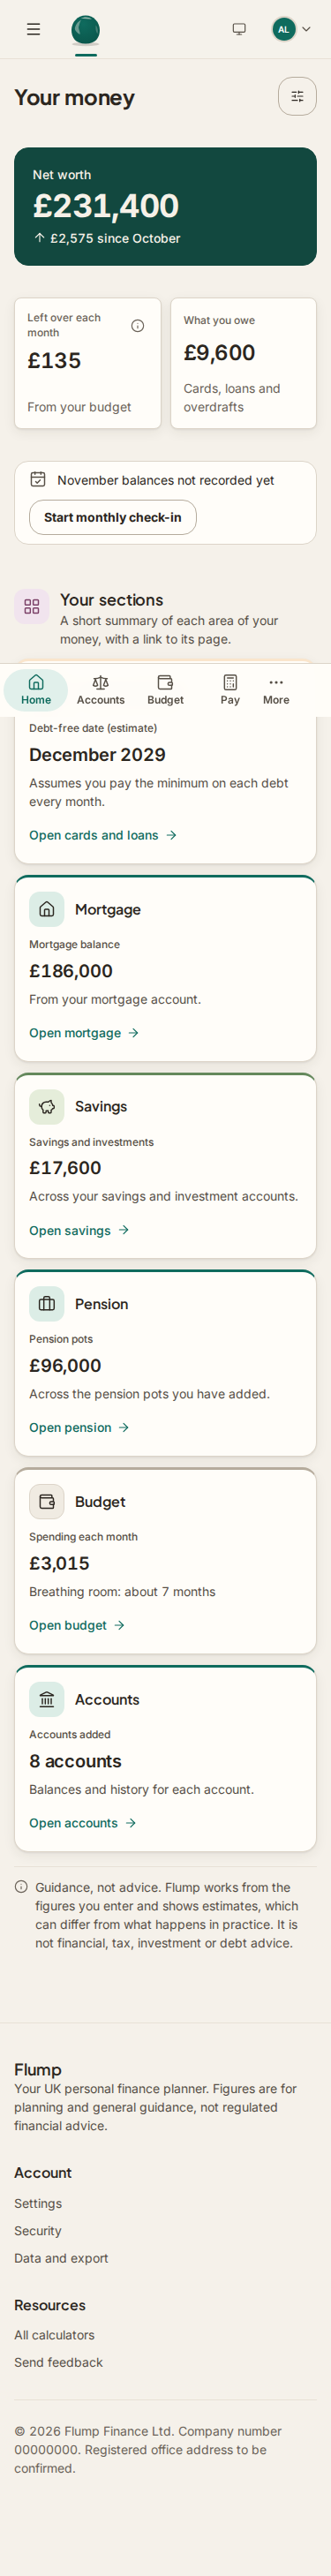 AL
Your money
Net worth
£231,400
↑ £2,575 since October
Left over each
month
£135
From your budget
What you owe
£9,600
Cards, loans and
overdrafts
November balances not recorded yet
Start monthly check-in
Your sections
A short summary of each area of your
money, with a link to its page.
Home
Accounts
Budget
Pay
More
Debt-free date (estimate)
December 2029
Assumes you pay the minimum on each debt
every month.
Open cards and loans →
Mortgage
Mortgage balance
£186,000
From your mortgage account.
Open mortgage →
Savings
Savings and investments
£17,600
Across your savings and investment accounts.
Open savings →
Pension
Pension pots
£96,000
Across the pension pots you have added.
Open pension →
Budget
Spending each month
£3,015
Breathing room: about 7 months
Open budget →
Accounts
Accounts added
8 accounts
Balances and history for each account.
Open accounts →
Guidance, not advice. Flump works from the
figures you enter and shows estimates, which
can differ from what happens in practice. It is
not financial, tax, investment or debt advice.
Flump
Your UK personal finance planner. Figures are for
planning and general guidance, not regulated
financial advice.
Account
Settings
Security
Data and export
Resources
All calculators
Send feedback
© 2026 Flump Finance Ltd. Company number
00000000. Registered office address to be
confirmed.